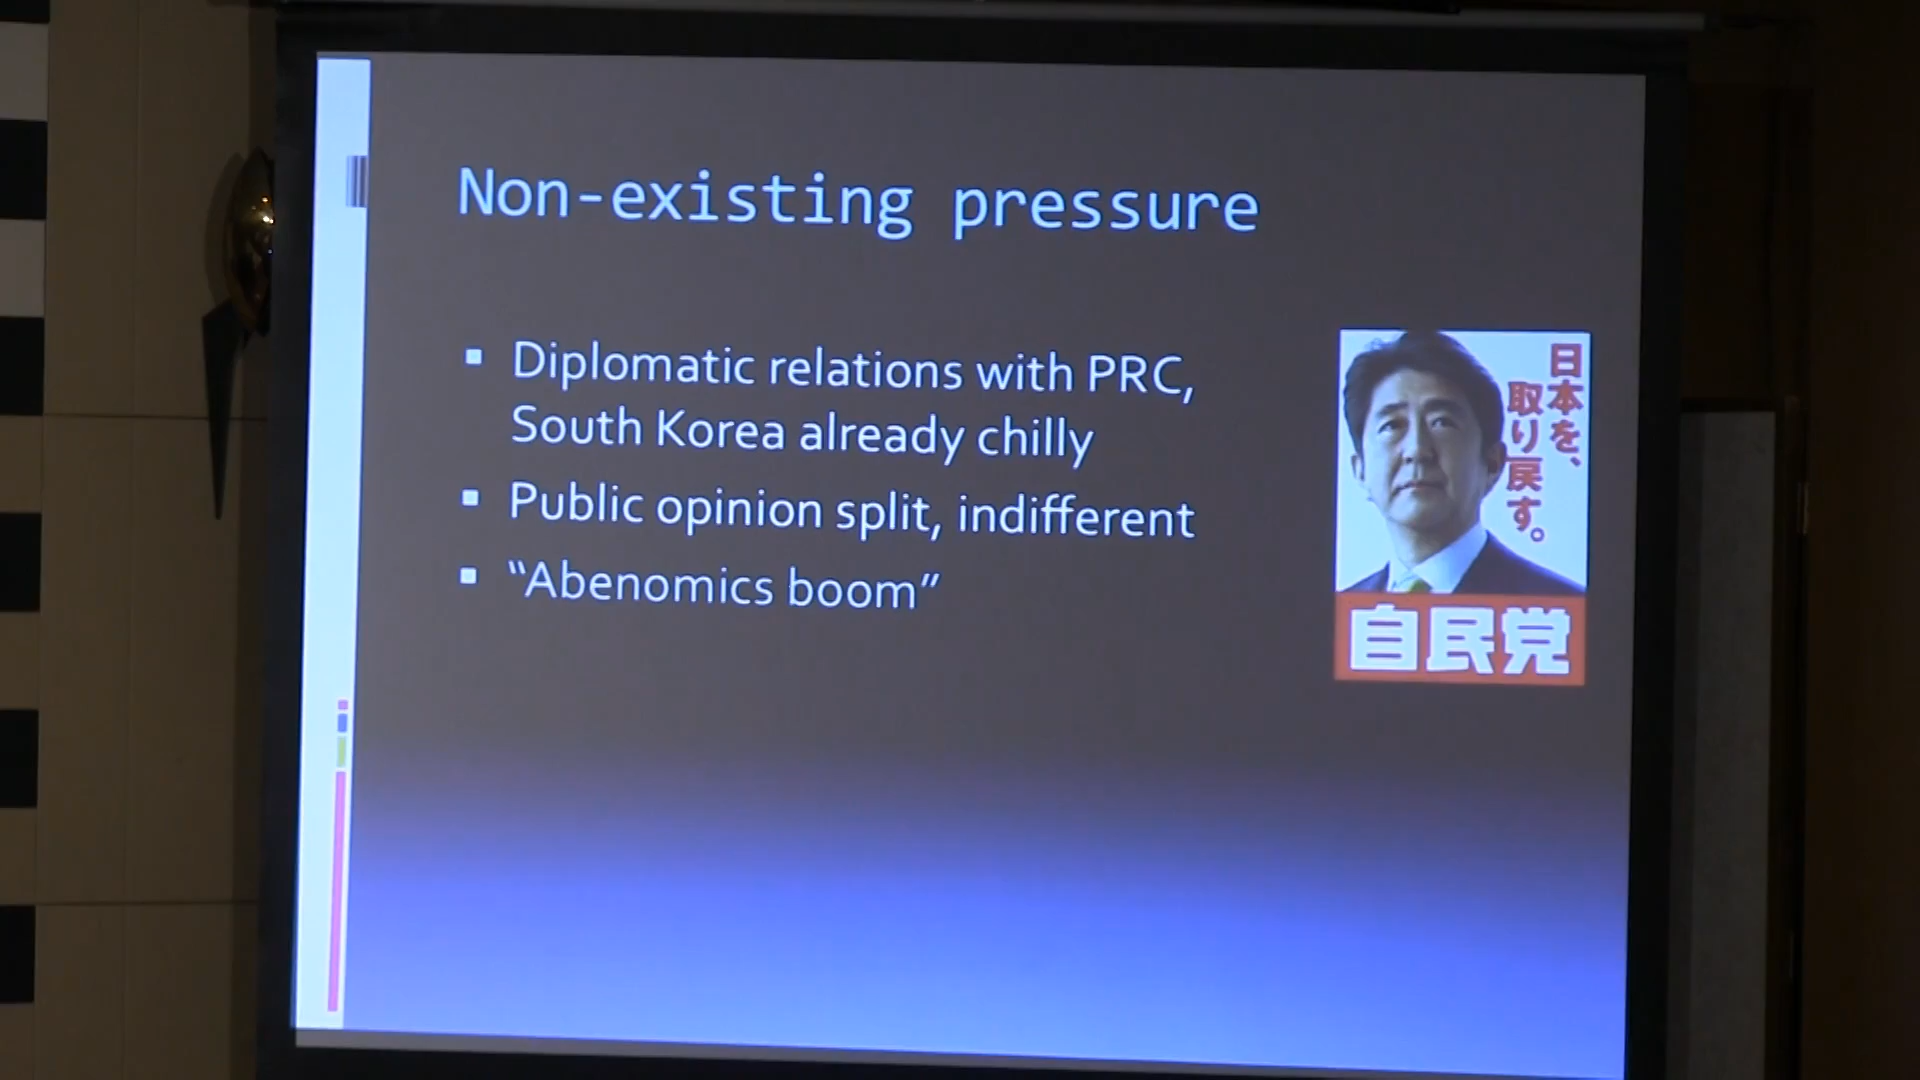 Non-existing pressure
Diplomatic relations with PRC,
South Korea already chilly
Public opinion split, indifferent
“Abenomics boom”
日本を、
取り戻す。
自民党